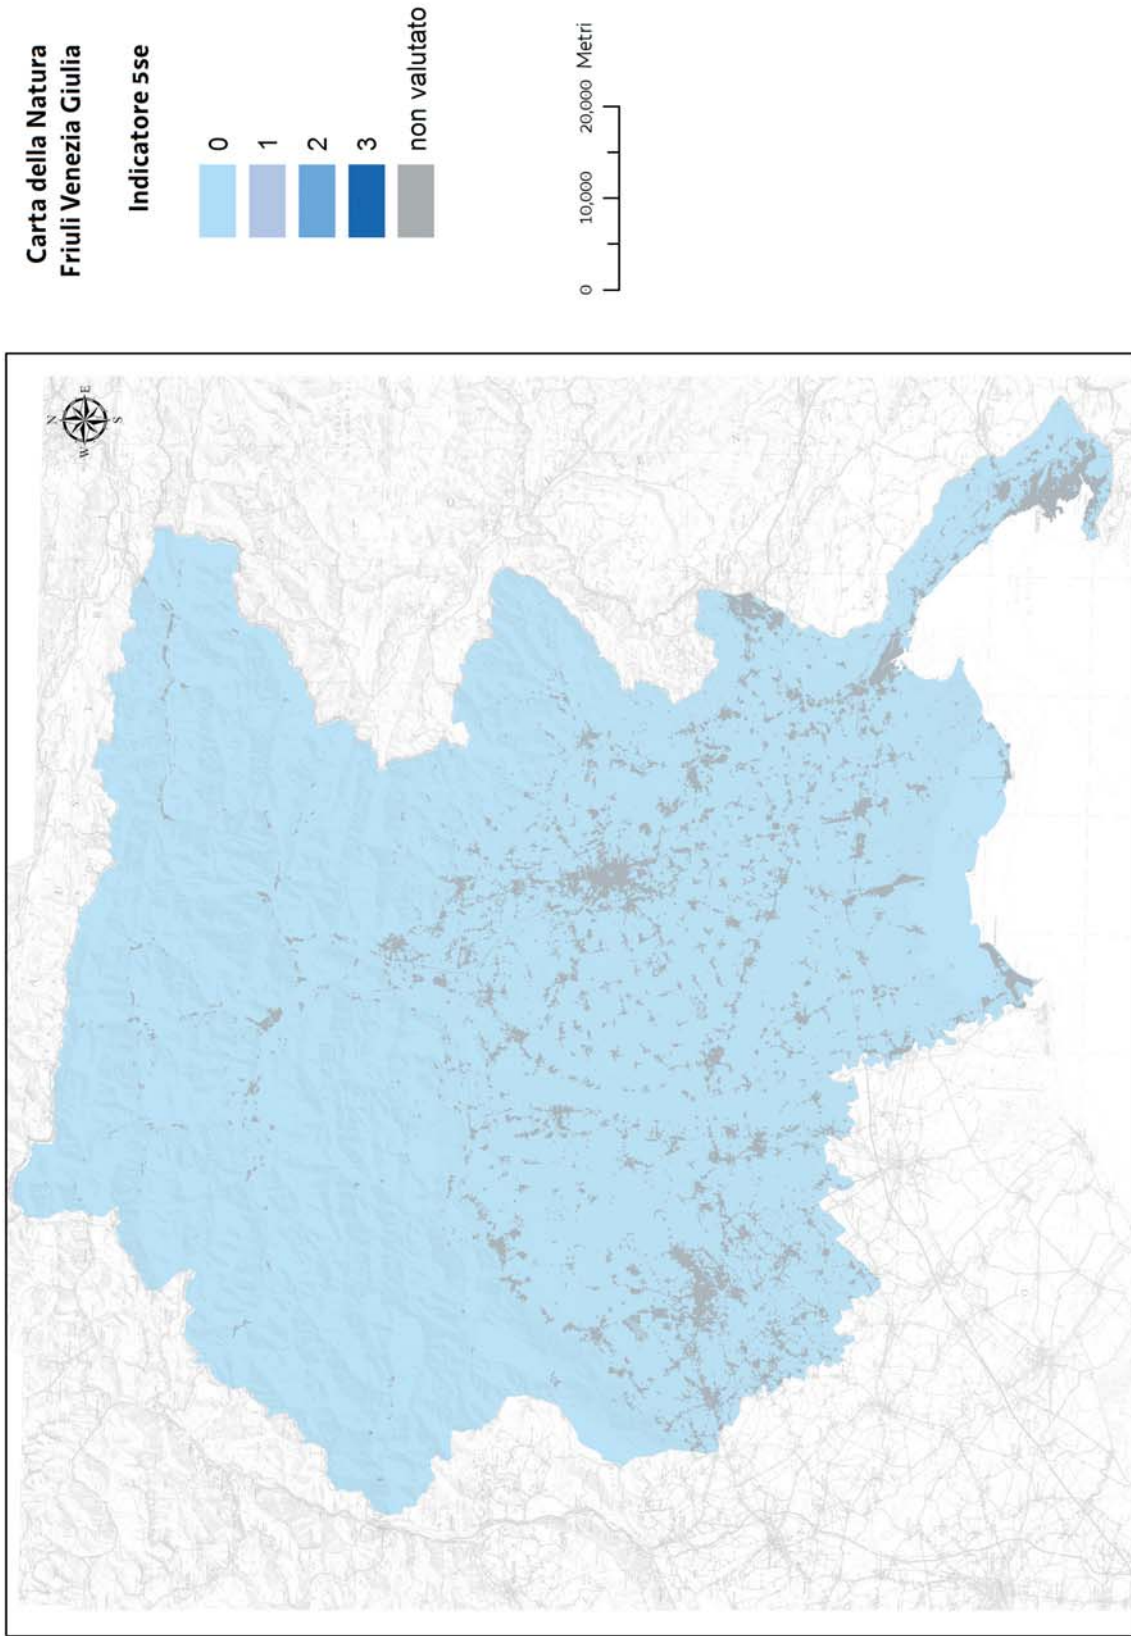 Carta della Natura
Friuli Venezia Giulia
Indicatore 5se
0
1
2
3
non valutato
0 10,000 20,000 Metri
N
W E
S